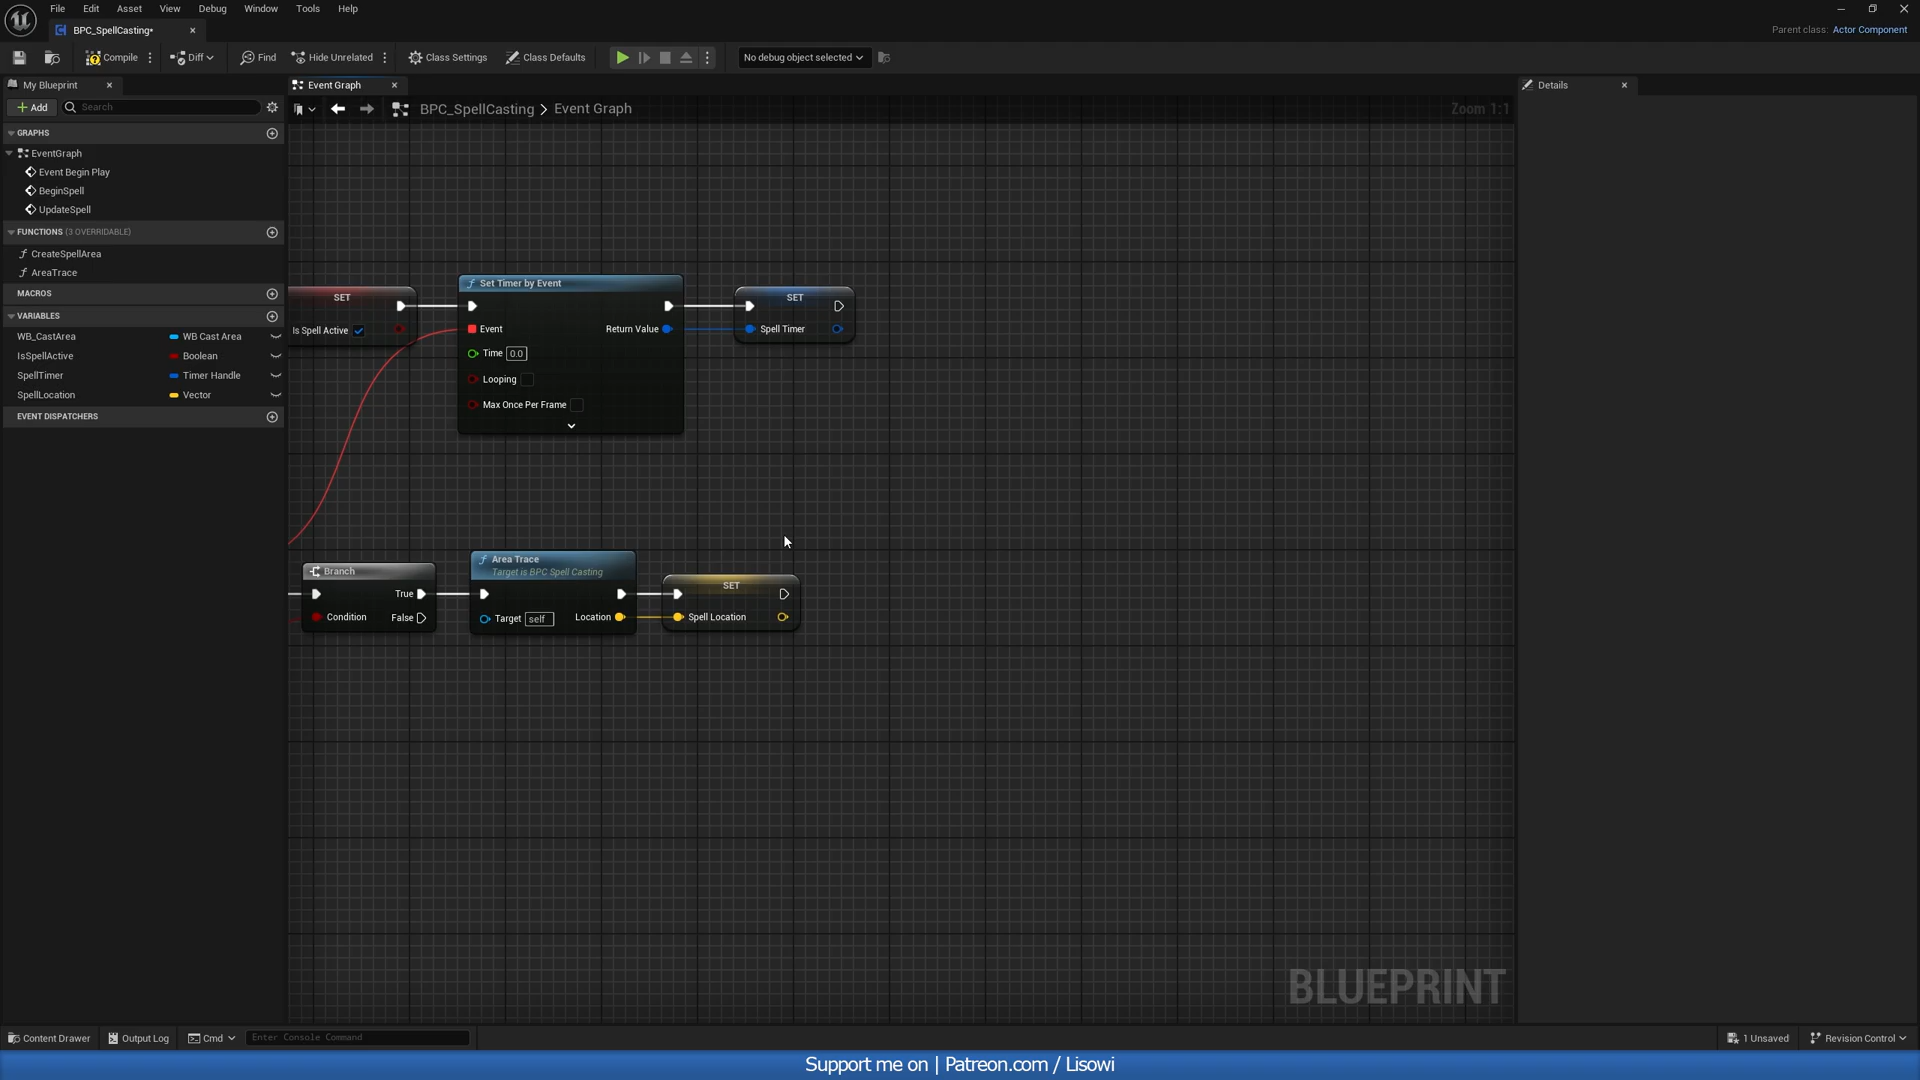 File Edit Asset View Debug Window Tools Help
BPC_SpellCasting*
Parent class: Actor Component
Compile Diff Find Hide Unrelated Class Settings Class Defaults No debug object selected
My Blueprint
Event Graph
Details
Add Search
BPC_SpellCasting > Event Graph
Zoom 1:1
GRAPHS
EventGraph
Event Begin Play
BeginSpell
UpdateSpell
FUNCTIONS (3 OVERRIDABLE)
CreateSpellArea
AreaTrace
MACROS
VARIABLES
WB_CastArea WB Cast Area
IsSpellActive Boolean
SpellTimer Timer Handle
SpellLocation Vector
EVENT DISPATCHERS
SET
Is Spell Active
Set Timer by Event
Event Return Value
Time 0.0
Looping
Max Once Per Frame
SET
Spell Timer
Branch
True
Condition False
Area Trace
Target is BPC Spell Casting
Target self Location
SET
Spell Location
BLUEPRINT
Content Drawer Output Log Cmd Enter Console Command
1 Unsaved Revision Control
Support me on | Patreon.com / Lisowi